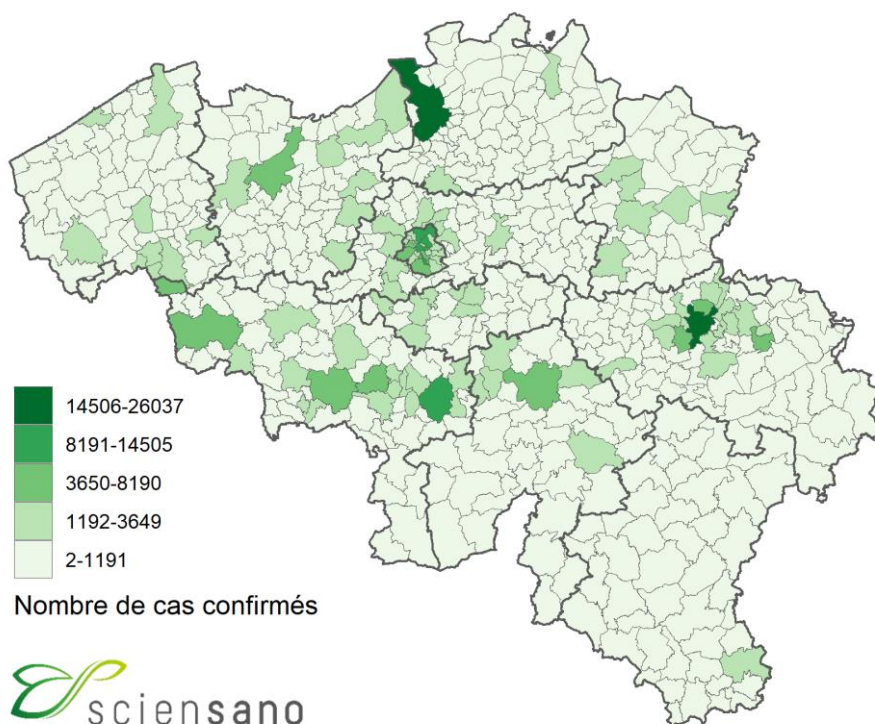 14506-26037
8191-14505
3650-8190
1192-3649
2-1191
Nombre de cas confirmés
sciensano